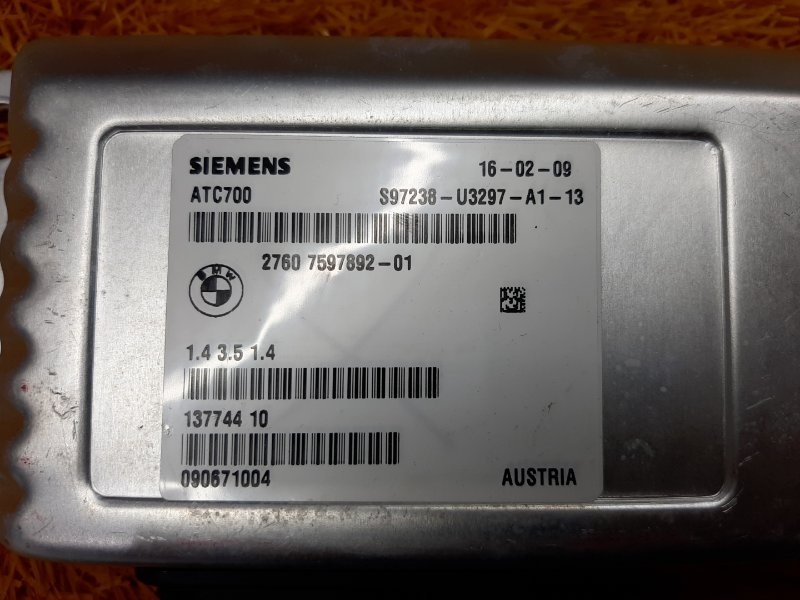 SIEMENS 16-02-09
ATC700 S97238-U3297-A1-13
2760 7597892-01
BMW
1.4 3.5 1.4
137744 10
090671004 AUSTRIA